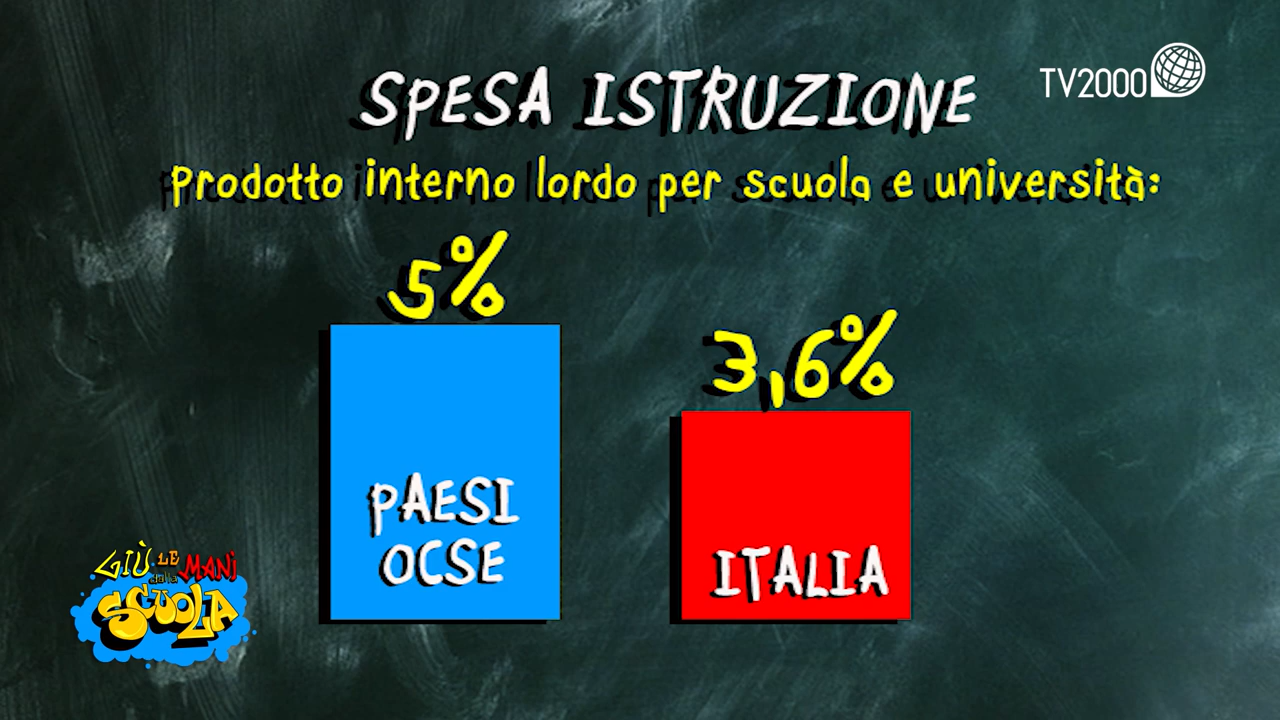 SPESA ISTRUZIONE
TV2000
Prodotto interno lordo per scuola e università:
5%
3,6%
PAESI
OCSE
ITALIA
GIÙ LE MANI
dalla
SCUOLA